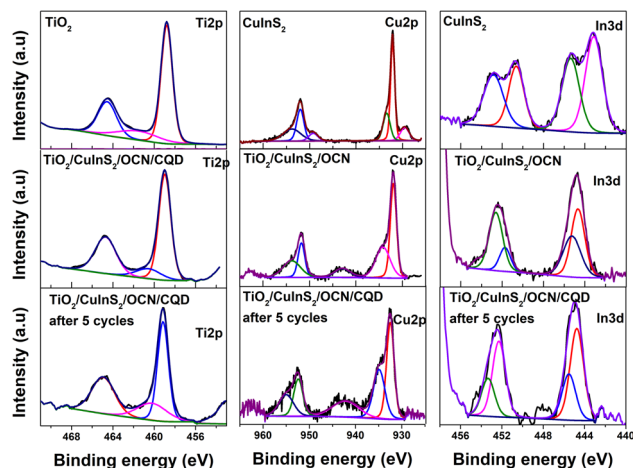 TiO2
Ti2p
CuInS2
Cu2p
CuInS2
In3d
Intensity (a.u)
TiO2/CuInS2/OCN/CQD
Ti2p
TiO2/CuInS2/OCN
Cu2p
TiO2/CuInS2/OCN
In3d
Intensity (a.u)
TiO2/CuInS2/OCN/CQD
after 5 cycles
Ti2p
TiO2/CuInS2/OCN/CQD
after 5 cycles
Cu2p
TiO2/CuInS2/OCN/CQD
after 5 cycles
In3d
Intensity (a.u)
468 464 460 456
960 950 940 930
456 452 448 444 440
Binding energy (eV)
Binding energy (eV)
Binding energy (eV)